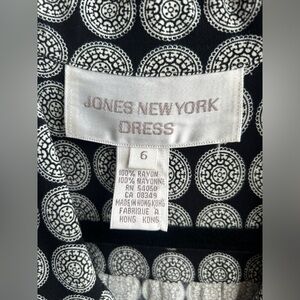 JONES NEW YORK
DRESS
6
100% RAYON
100% RAYONNE
RN 54050
CA 08349
MADE IN HONG KONG
FABRIQUE A
HONG KONG